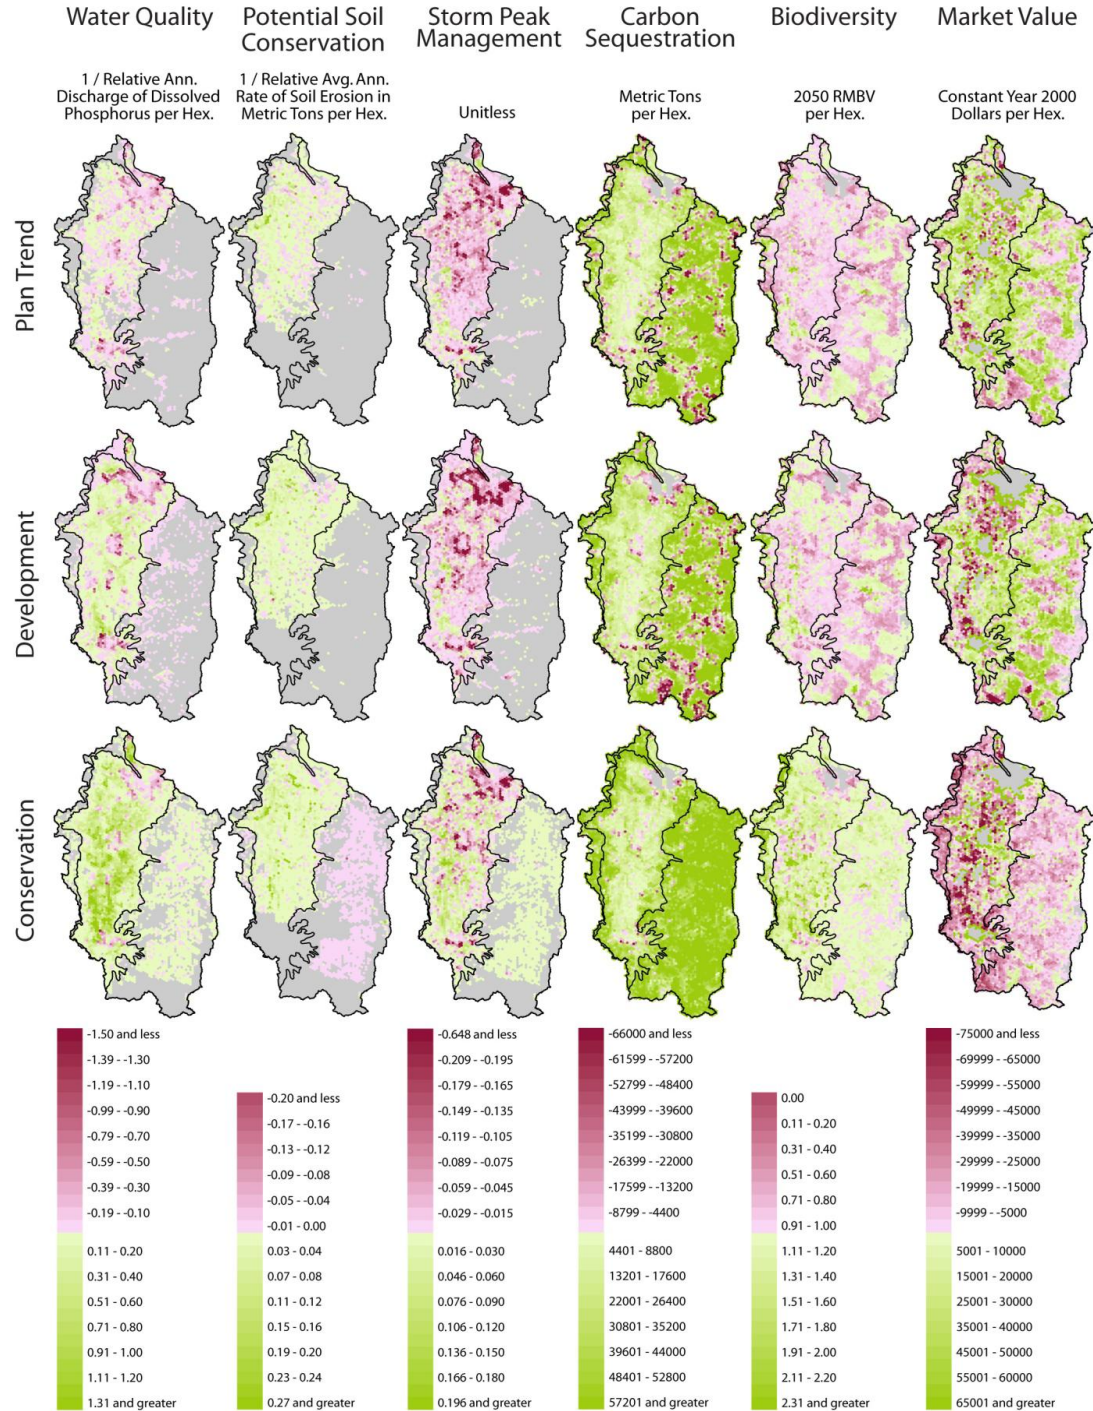 Water Quality
Potential Soil
Conservation
Storm Peak
Management
Carbon
Sequestration
Biodiversity
Market Value
1 / Relative Ann.
Discharge of Dissolved
Phosphorus per Hex.
1 / Relative Avg. Ann.
Rate of Soil Erosion in
Metric Tons per Hex.
Unitless
Metric Tons
per Hex.
2050 RMBV
per Hex.
Constant Year 2000
Dollars per Hex.
Plan Trend
Development
Conservation
-1.50 and less
-1.39 - -1.30
-1.19 - -1.10
-0.99 - -0.90
-0.79 - -0.70
-0.59 - -0.50
-0.39 - -0.30
-0.19 - -0.10
0.11 - 0.20
0.31 - 0.40
0.51 - 0.60
0.71 - 0.80
0.91 - 1.00
1.11 - 1.20
1.31 and greater
-0.20 and less
-0.17 - -0.16
-0.13 - -0.12
-0.09 - -0.08
-0.05 - -0.04
-0.01 - 0.00
0.03 - 0.04
0.07 - 0.08
0.11 - 0.12
0.15 - 0.16
0.19 - 0.20
0.23 - 0.24
0.27 and greater
-0.648 and less
-0.209 - -0.195
-0.179 - -0.165
-0.149 - -0.135
-0.119 - -0.105
-0.089 - -0.075
-0.059 - -0.045
-0.029 - -0.015
0.016 - 0.030
0.046 - 0.060
0.076 - 0.090
0.106 - 0.120
0.136 - 0.150
0.166 - 0.180
0.196 and greater
-66000 and less
-61599 - -57200
-52799 - -48400
-43999 - -39600
-35199 - -30800
-26399 - -22000
-17599 - -13200
-8799 - -4400
4401 - 8800
13201 - 17600
22001 - 26400
30801 - 35200
39601 - 44000
48401 - 52800
57201 and greater
0.00
0.11 - 0.20
0.31 - 0.40
0.51 - 0.60
0.71 - 0.80
0.91 - 1.00
1.11 - 1.20
1.31 - 1.40
1.51 - 1.60
1.71 - 1.80
1.91 - 2.00
2.11 - 2.20
2.31 and greater
-75000 and less
-69999 - -65000
-59999 - -55000
-49999 - -45000
-39999 - -35000
-29999 - -25000
-19999 - -15000
-9999 - -5000
5001 - 10000
15001 - 20000
25001 - 30000
35001 - 40000
45001 - 50000
55001 - 60000
65001 and greater